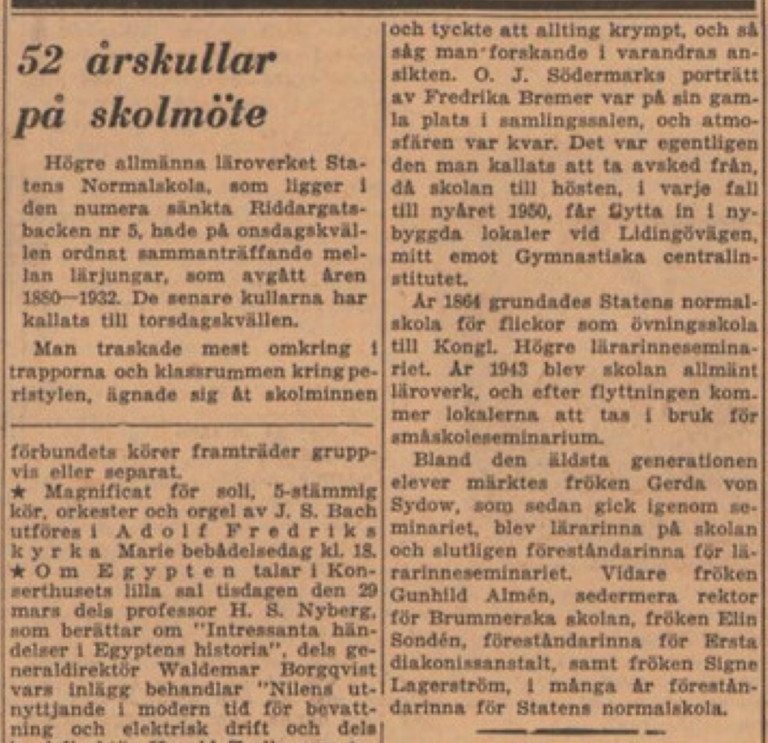 52 årskullar
på skolmöte
Högre allmänna läroverket Sta-
tens Normalskola, som ligger i
den numera sänkta Riddargats-
backen nr 5, hade på onsdagskväl-
len ordnat sammanträffande mel-
lan lärjungar, som avgått åren
1880—1932. De senare kullarna har
kallats till torsdagskvällen.
Man traskade mest omkring i
trapporna och klassrummen kring pe-
ristylen, ägnade sig åt skolminnen
och tyckte att allting krympt, och så
såg man forskande i varandras an-
sikten. O. J. Södermarks porträtt
av Fredrika Bremer var på sin gam-
la plats i samlingssalen, och atmo-
sfären var kvar. Det var egentligen
den man kallats att ta avsked från,
då skolan till hösten, i varje fall
till nyåret 1950, får flytta in i ny-
byggda lokaler vid Lidingövägen,
mitt emot Gymnastiska centralin-
stitutet.
År 1864 grundades Statens normal-
skola för flickor som övningsskola
till Kongl. Högre lärarinnesemina-
riet. År 1943 blev skolan allmänt
läroverk, och efter flyttningen kom-
mer lokalerna att tas i bruk för
småskoleseminarium.
Bland den äldsta generationen
elever märktes fröken Gerda von
Sydow, som sedan gick igenom se-
minariet, blev lärarinna på skolan
och slutligen föreståndarinna för lä-
rarinneseminariet. Vidare fröken
Gunhild Almén, sedermera rektor
för Brummerska skolan, fröken Elin
Sondén, föreståndarinna för Ersta
diakonissanstalt, samt fröken Signe
Lagerström, i många år förestån-
darinna för Statens normalskola.
förbundets körer framträder grupp-
vis eller separat.
★ Magnificat för soli, 5-stämmig
kör, orkester och orgel av J. S. Bach
utföres i Adolf Fredriks
kyrka Marie bebådelsedag kl. 18.
★ Om Egypten talar i Kon-
serthusets lilla sal tisdagen den 29
mars dels professor H. S. Nyberg,
som berättar om "Intressanta hän-
delser i Egyptens historia", dels ge-
neraldirektör Waldemar Borgqvist
vars inlägg behandlar "Nilens ut-
nyttjande i modern tid för bevatt-
ning och elektrisk drift och dels